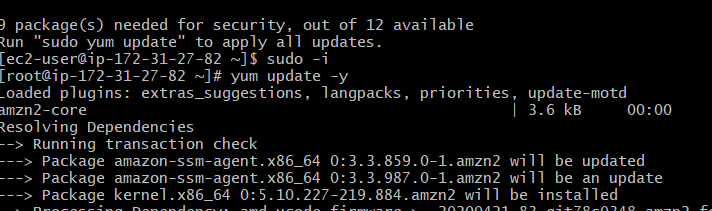 9 package(s) needed for security, out of 12 available
Run "sudo yum update" to apply all updates.
[ec2-user@ip-172-31-27-82 ~]$ sudo -i
[root@ip-172-31-27-82 ~]# yum update -y
Loaded plugins: extras_suggestions, langpacks, priorities, update-motd
amzn2-core | 3.6 kB 00:00
Resolving Dependencies
--> Running transaction check
---> Package amazon-ssm-agent.x86_64 0:3.3.859.0-1.amzn2 will be updated
---> Package amazon-ssm-agent.x86_64 0:3.3.987.0-1.amzn2 will be an update
---> Package kernel.x86_64 0:5.10.227-219.884.amzn2 will be installed
--> Processing Dependency: amd-ucode-firmware >=